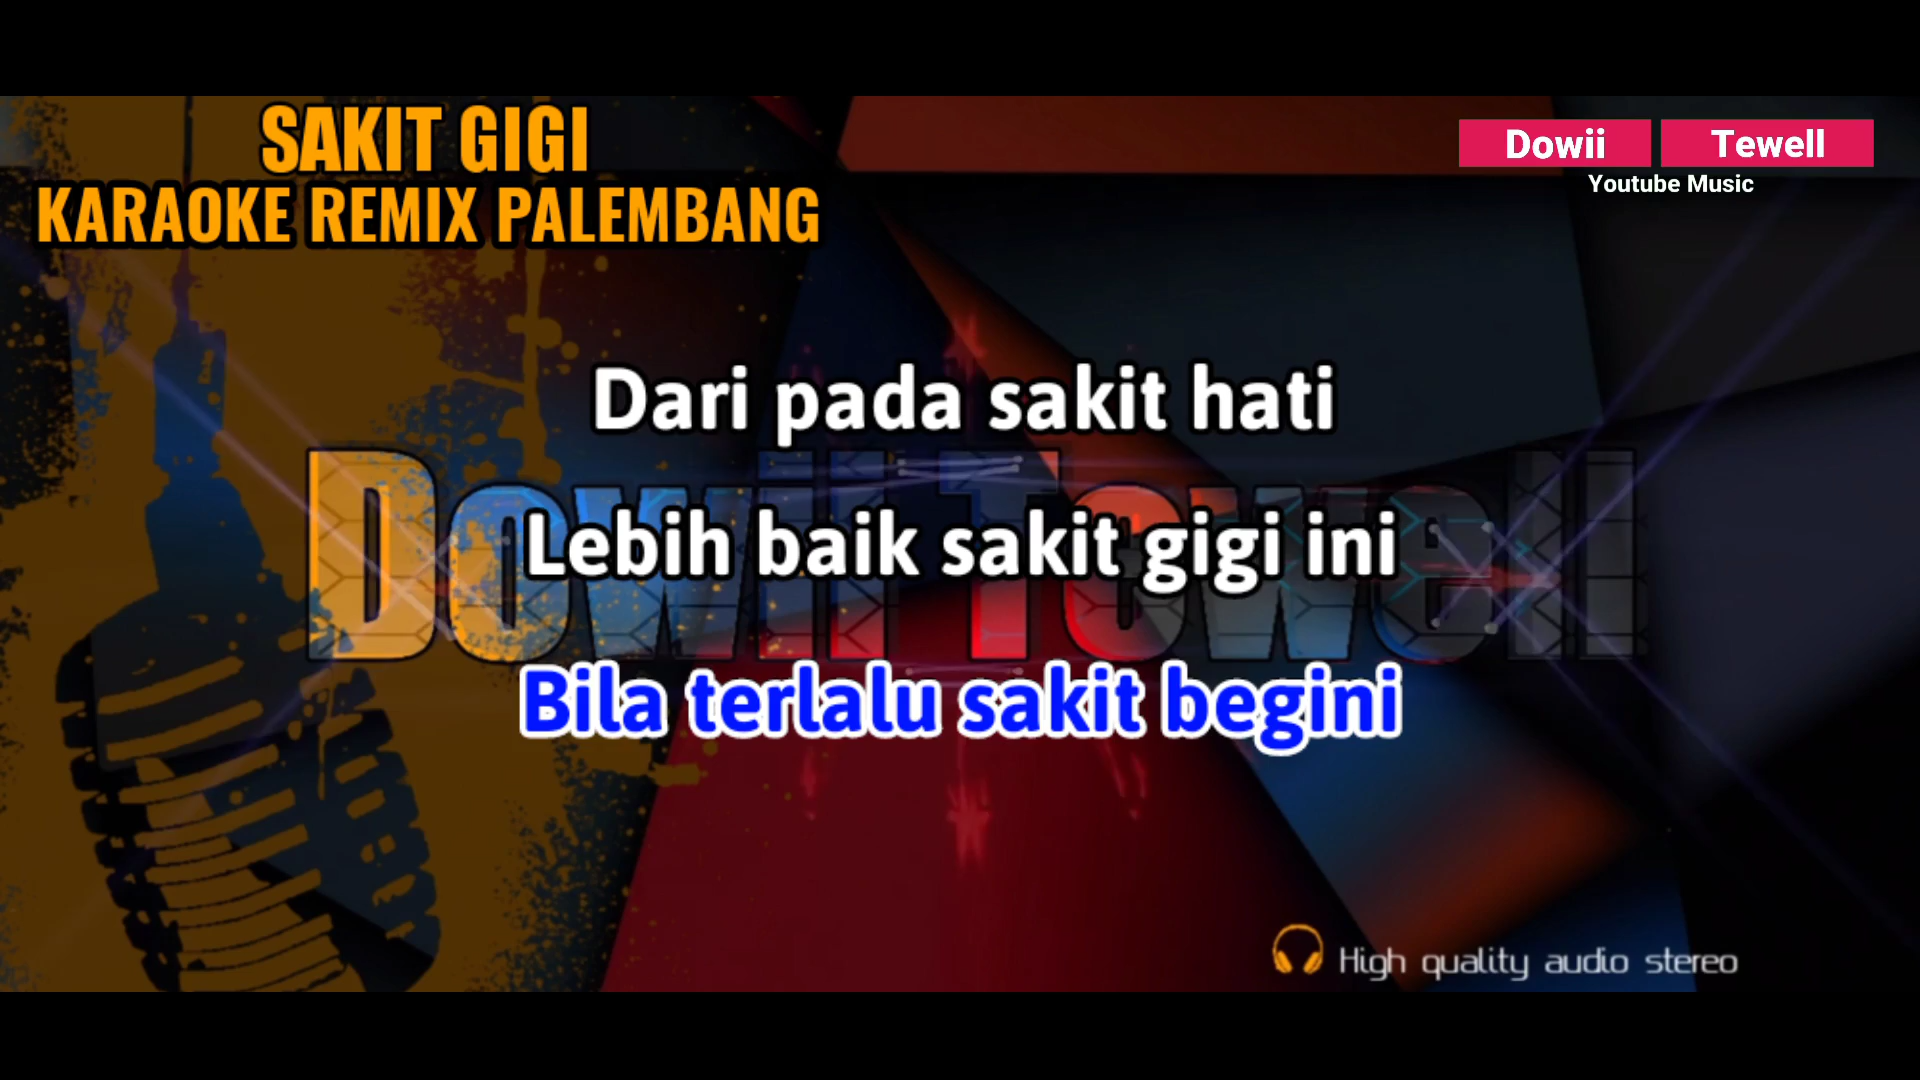 SAKIT GIGI
KARAOKE REMIX PALEMBANG
Dowii Tewell
Youtube Music
Dari pada sakit hati
Dowii Tewell
Lebih baik sakit gigi ini
Bila terlalu sakit begini
High quality audio stereo